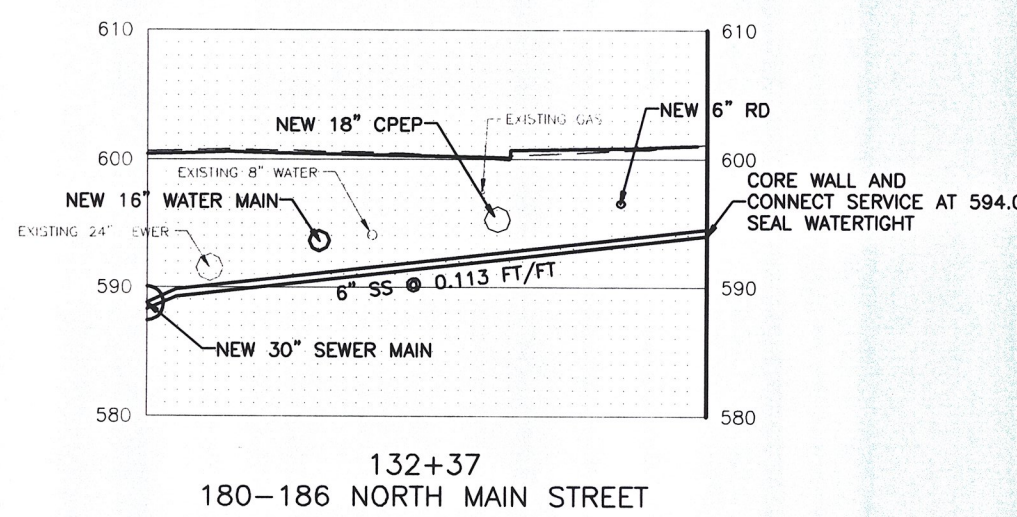 610
610
NEW 6" RD
NEW 18" CPEP
EXISTING GAS
600
600
EXISTING 8" WATER
CORE WALL AND
CONNECT SERVICE AT 594.0
SEAL WATERTIGHT
NEW 16" WATER MAIN
EXISTING 24"
590
590
6" SS @ 0.113 FT/FT
NEW 30" SEWER MAIN
580
580
132+37
180-186 NORTH MAIN STREET